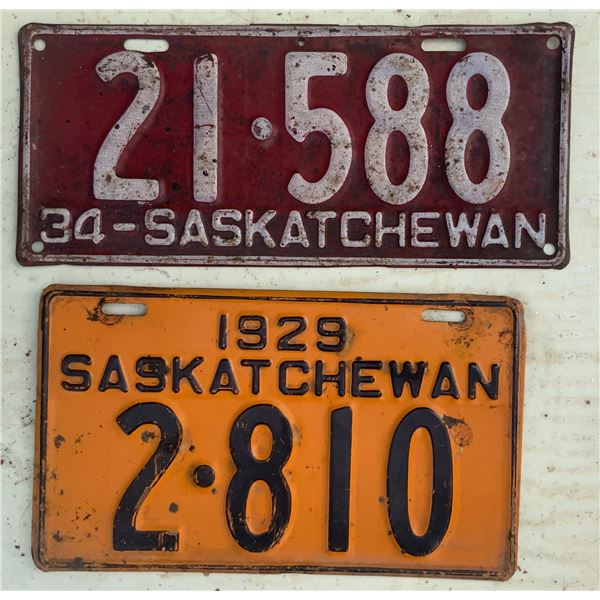 21·588
34-SASKATCHEWAN
1929
SASKATCHEWAN
2·810